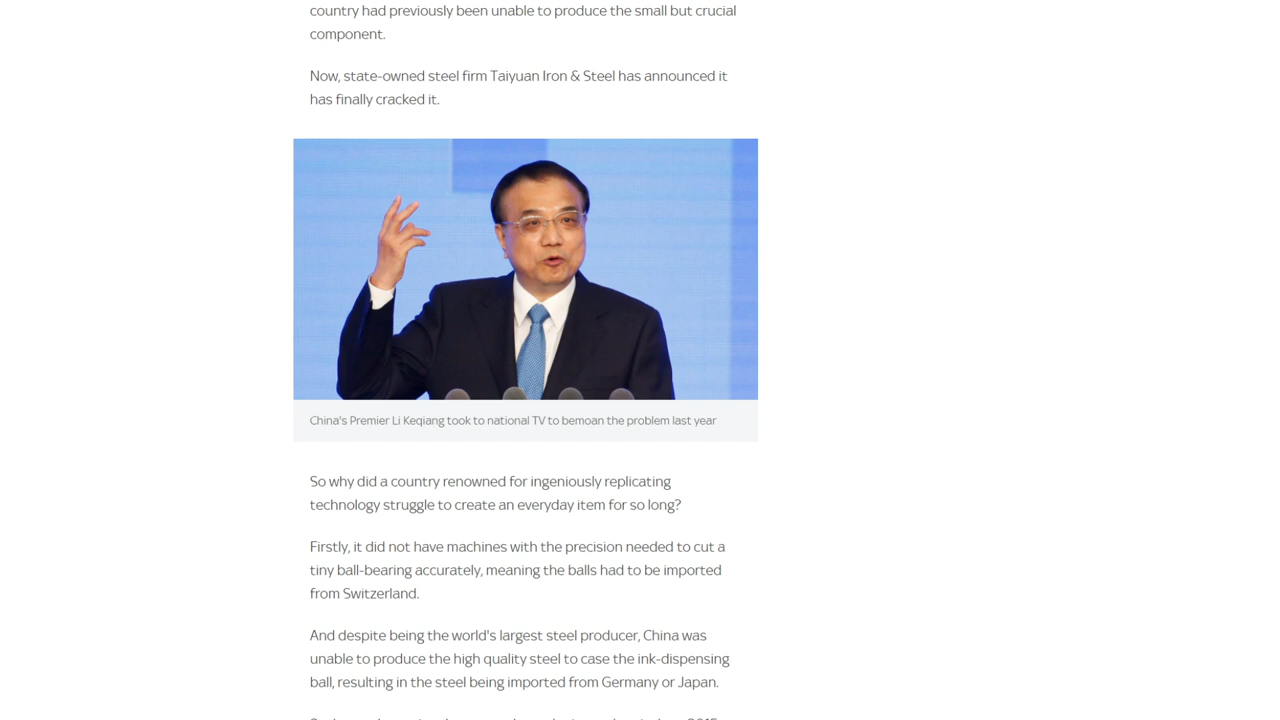 country had previously been unable to produce the small but crucial
component.
Now, state-owned steel firm Taiyuan Iron & Steel has announced it
has finally cracked it.
China's Premier Li Keqiang took to national TV to bemoan the problem last year
So why did a country renowned for ingeniously replicating
technology struggle to create an everyday item for so long?
Firstly, it did not have machines with the precision needed to cut a
tiny ball-bearing accurately, meaning the balls had to be imported
from Switzerland.
And despite being the world's largest steel producer, China was
unable to produce the high quality steel to case the ink-dispensing
ball, resulting in the steel being imported from Germany or Japan.